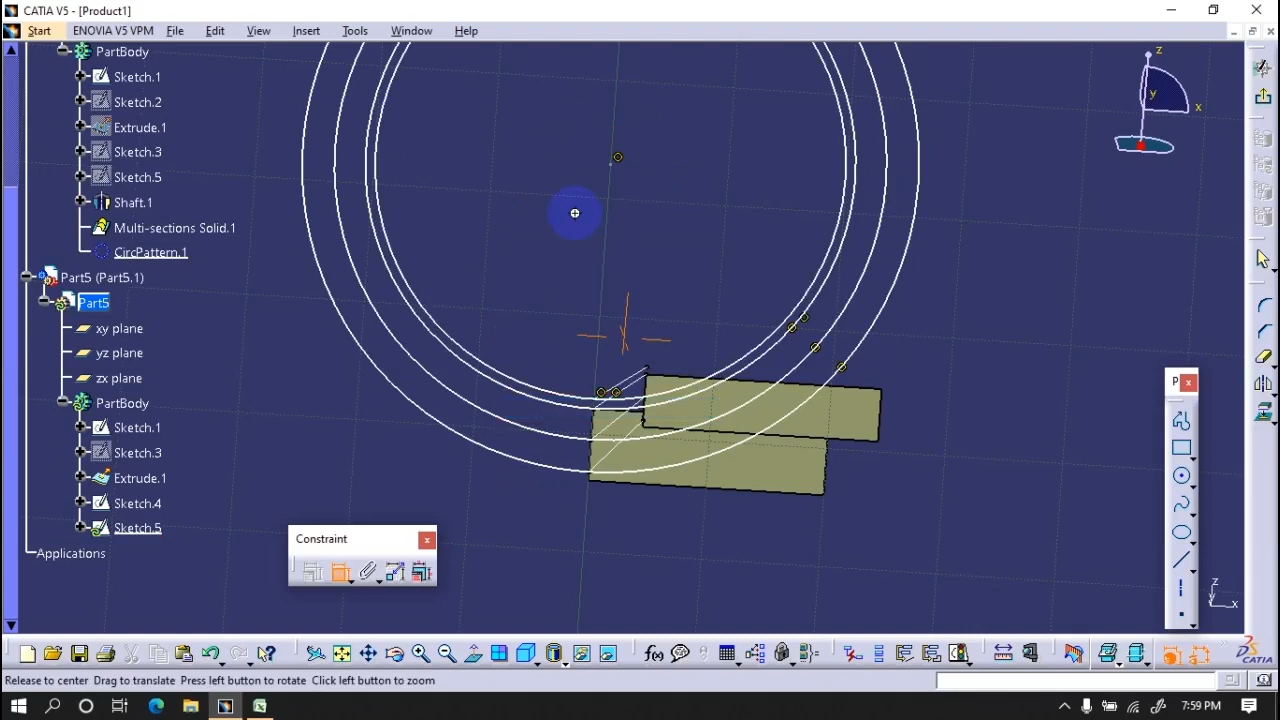 CATIA V5 - [Product1]
Start ENOVIA V5 VPM File Edit View Insert Tools Window Help
PartBody
Sketch.1
Sketch.2
Extrude.1
Sketch.3
Sketch.5
Shaft.1
Multi-sections Solid.1
CircPattern.1
Part5 (Part5.1)
Part5
xy plane
yz plane
zx plane
PartBody
Sketch.1
Sketch.3
Extrude.1
Sketch.4
Sketch.5
Applications
z
y
x
Constraint
P
z
x
f(x)
CATIA
Release to center Drag to translate Press left button to rotate Click left button to zoom
7:59 PM